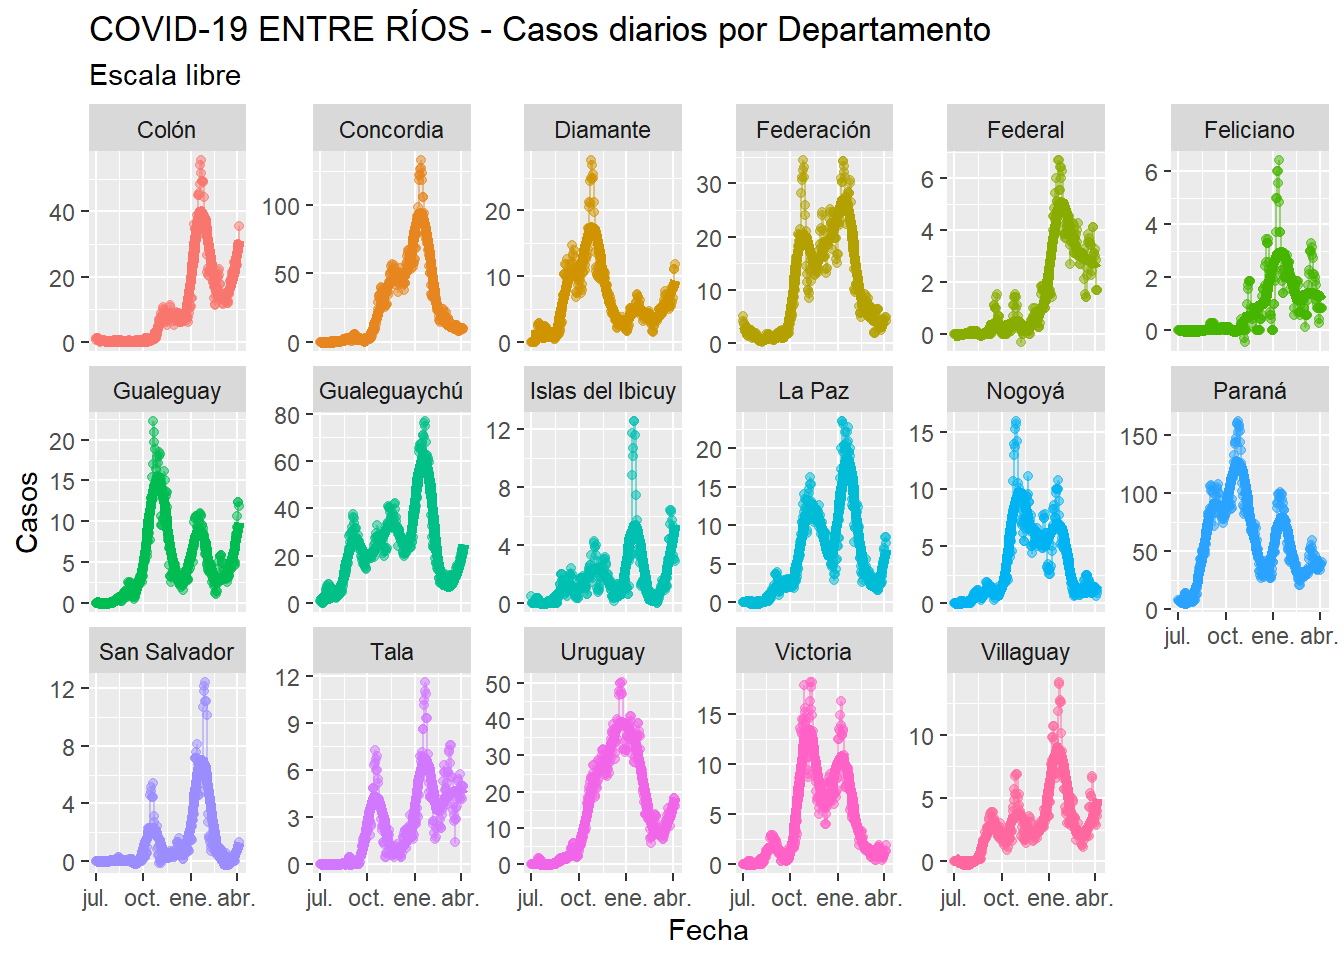 COVID-19 ENTRE RÍOS - Casos diarios por Departamento
Escala libre
Colón
Concordia
Diamante
Federación
Federal
Feliciano
40
20
0
100
50
0
20
10
0
30
20
10
0
6
4
2
0
6
4
2
0
Gualeguay
Gualeguaychú
Islas del Ibicuy
La Paz
Nogoyá
Paraná
20
15
10
5
0
80
60
40
20
0
12
8
4
0
20
15
10
5
0
15
10
5
0
150
100
50
0
jul. oct. ene. abr.
San Salvador
Tala
Uruguay
Victoria
Villaguay
12
8
4
0
12
9
6
3
0
50
40
30
20
10
0
15
10
5
0
10
5
0
jul. oct. ene. abr.
jul. oct. ene. abr.
jul. oct. ene. abr.
jul. oct. ene. abr.
jul. oct. ene. abr.
Casos
Fecha